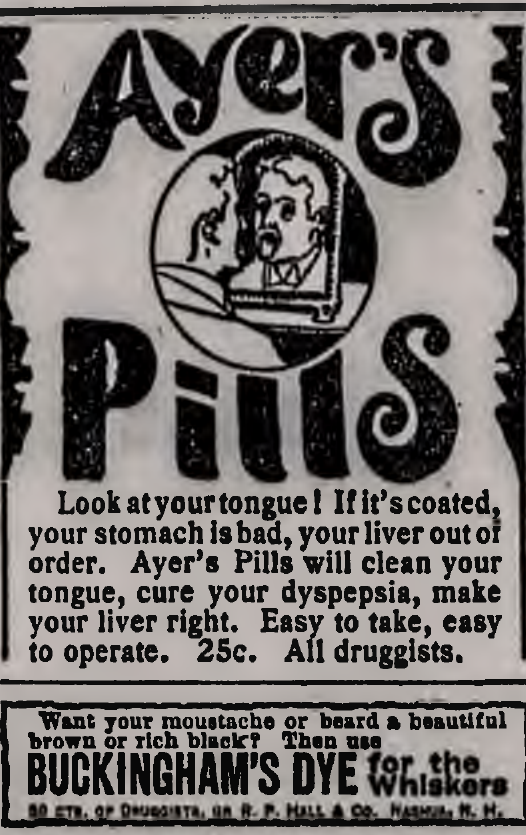 Ayer's
Pills
Look at your tongue! If it's coated,
your stomach is bad, your liver out of
order. Ayer's Pills will clean your
tongue, cure your dyspepsia, make
your liver right. Easy to take, easy
to operate. 25c. All druggists.
Want your moustache or beard a beautiful
brown or rich black? Then use
BUCKINGHAM'S DYE for the
Whiskers
50 CTS. OF DRUGGISTS, OR R. P. HALL & CO. NASHUA, N. H.